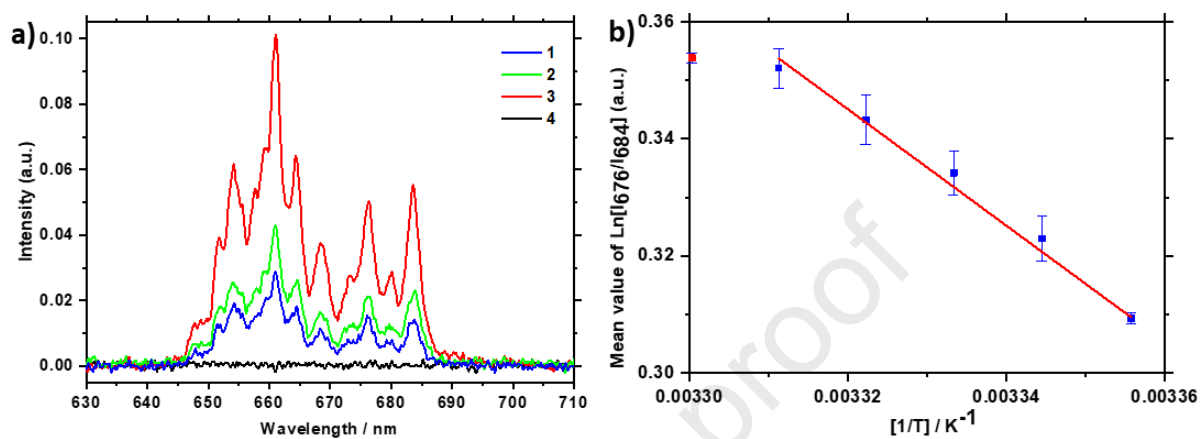 a)
Intensity (a.u.)
0.10
0.08
0.06
0.04
0.02
0.00
1
2
3
4
630 640 650 660 670 680 690 700 710
Wavelength / nm
b)
Mean value of Ln[I676/I684] (a.u.)
0.36
0.34
0.32
0.30
0.00330 0.00332 0.00334 0.00336
[1/T] / K-1
proof